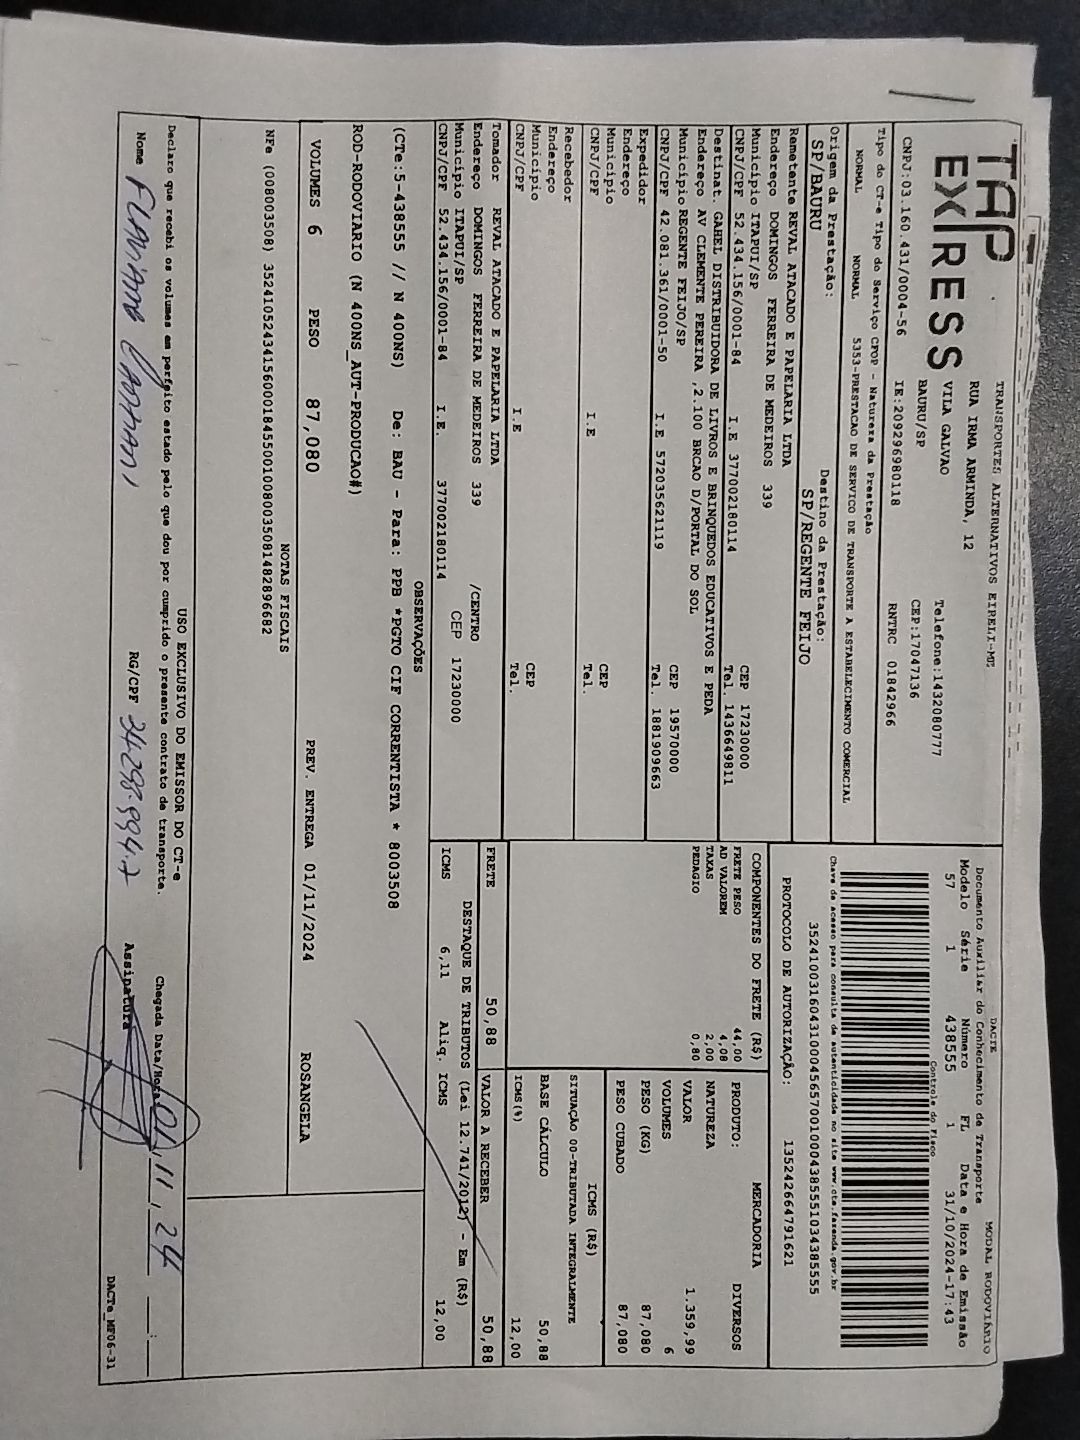 TAP EXPRESS
TRANSPORTES ALTERNATIVOS EIRELI-ME
RUA IRMA ARMINDA, 12
VILA GALVAO
BAURU/SP
Telefone:1432080777
CEP:17047136
CNPJ:03.160.431/0004-56 IE:209296980118 RNTRC 01842966
DACTE MODAL RODOVIÁRIO
Documento Auxiliar do Conhecimento de Transporte
Modelo Série Número FL Data e Hora de Emissão
57 1 438555 1 31/10/2024-17:43
Controle do Fisco
Chave de acesso para consulta de autenticidade no site www.cte.fazenda.gov.br
35241003160431000456570010004385551034385555
PROTOCOLO DE AUTORIZAÇÃO: 135242664791621
Tipo do CT-e Tipo do Serviço CFOP - Natureza da Prestação
NORMAL NORMAL 5353-PRESTACAO DE SERVICO DE TRANSPORTE A ESTABELECIMENTO COMERCIAL
Origem da Prestação: Destino da Prestação:
SP/BAURU SP/REGENTE FEIJO
Remetente REVAL ATACADO E PAPELARIA LTDA
Endereço DOMINGOS FERREIRA DE MEDEIROS 339
Município ITAPUI/SP CEP 17230000
CNPJ/CPF 52.434.156/0001-84 I.E 377002180114 Tel. 1436649811
Destinat. GAHEL DISTRIBUIDORA DE LIVROS E BRINQUEDOS EDUCATIVOS E PEDA
Endereço AV CLEMENTE PEREIRA ,2.100 BRCAO D/PORTAL DO SOL
Município REGENTE FEIJO/SP CEP 19570000
CNPJ/CPF 42.081.361/0001-50 I.E 572035621119 Tel. 1881909663
Expedidor
Endereço
Município CEP
CNPJ/CPF I.E Tel.
Recebedor
Endereço
Município CEP
CNPJ/CPF I.E Tel.
Tomador REVAL ATACADO E PAPELARIA LTDA
Endereço DOMINGOS FERREIRA DE MEDEIROS 339 /CENTRO
Município ITAPUI/SP CEP 17230000
CNPJ/CPF 52.434.156/0001-84 I.E. 377002180114
COMPONENTES DO FRETE (R$)
FRETE PESO 44,00
AD VALOREM 4,08
TAXAS 2,00
PEDAGIO 0,80
MERCADORIA
PRODUTO: DIVERSOS
NATUREZA
VALOR 1.359,99
VOLUMES 6
PESO (KG) 87,080
PESO CUBADO 87,080
ICMS (R$)
SITUAÇÃO 00-TRIBUTADA INTEGRALMENTE
BASE CÁLCULO 50,88
ICMS(%) 12,00
FRETE 50,88 VALOR A RECEBER 50,88
DESTAQUE DE TRIBUTOS (Lei 12.741/2012) - Em (R$)
ICMS 6,11 Alíq. ICMS 12,00
OBSERVAÇÕES
(CTe:5-438555 // N 400NS) De: BAU - Para: PPB *PGTO CIF CORRENTISTA * 8003508
ROD-RODOVIARIO (N 400NS_AUT-PRODUCAO#)
VOLUMES 6 PESO 87,080 PREV. ENTREGA 01/11/2024 ROSANGELA
NOTAS FISCAIS
NFe (008003508) 35241052434156000184550010080035081482896682
USO EXCLUSIVO DO EMISSOR DO CT-e
Declaro que recebi os volumes em perfeito estado pelo que dou por cumprido o presente contrato de transporte. Chegada Data/Hora 01,11,24 :
Nome RG/CPF 34.298.994-7 Assinatura
DACTe_MF06-31